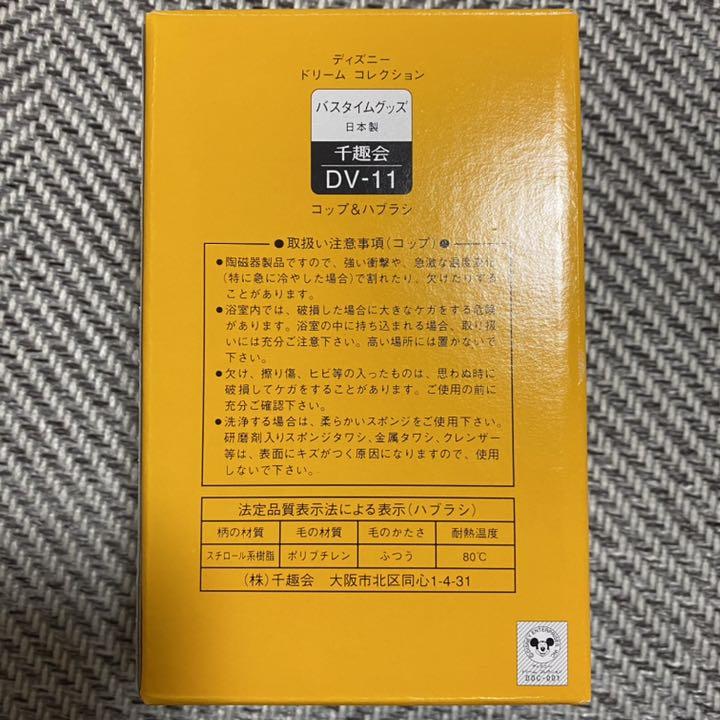 ディズニー
ドリーム コレクション
バスタイムグッズ
日本製
千趣会
DV-11
コップ&ハブラシ
取扱い注意事項(コップ)
●陶磁器製品ですので、強い衝撃や、急激な温度変化
(特に急に冷やした場合)で割れたり、欠けたりする
ことがあります。
●浴室内では、破損した場合に大きなケガをする危険
があります。浴室の中に持ち込まれる場合、取り扱
いには充分ご注意下さい。高い場所には置かないで
下さい。
●欠け、擦り傷、ヒビ等の入ったものは、思わぬ時に
破損してケガをすることがあります。ご使用の前に
充分ご確認下さい。
●洗浄する場合は、柔らかいスポンジをご使用下さい。
研磨剤入りスポンジタワシ、金属タワシ、クレンザー
等は、表面にキズがつく原因になりますので、使用
しないで下さい。
法定品質表示法による表示(ハブラシ)
柄の材質 毛の材質 毛のかたさ 耐熱温度
スチロール系樹脂 ポリブチレン ふつう 80℃
(株)千趣会 大阪市北区同心1-4-31
ディズニー
ドリーム コレクション
DDC-001